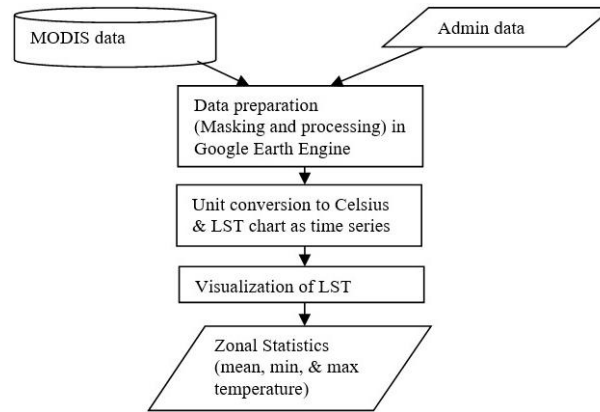 MODIS data
Admin data
Data preparation
(Masking and processing) in
Google Earth Engine
Unit conversion to Celsius
& LST chart as time series
Visualization of LST
Zonal Statistics
(mean, min, & max
temperature)